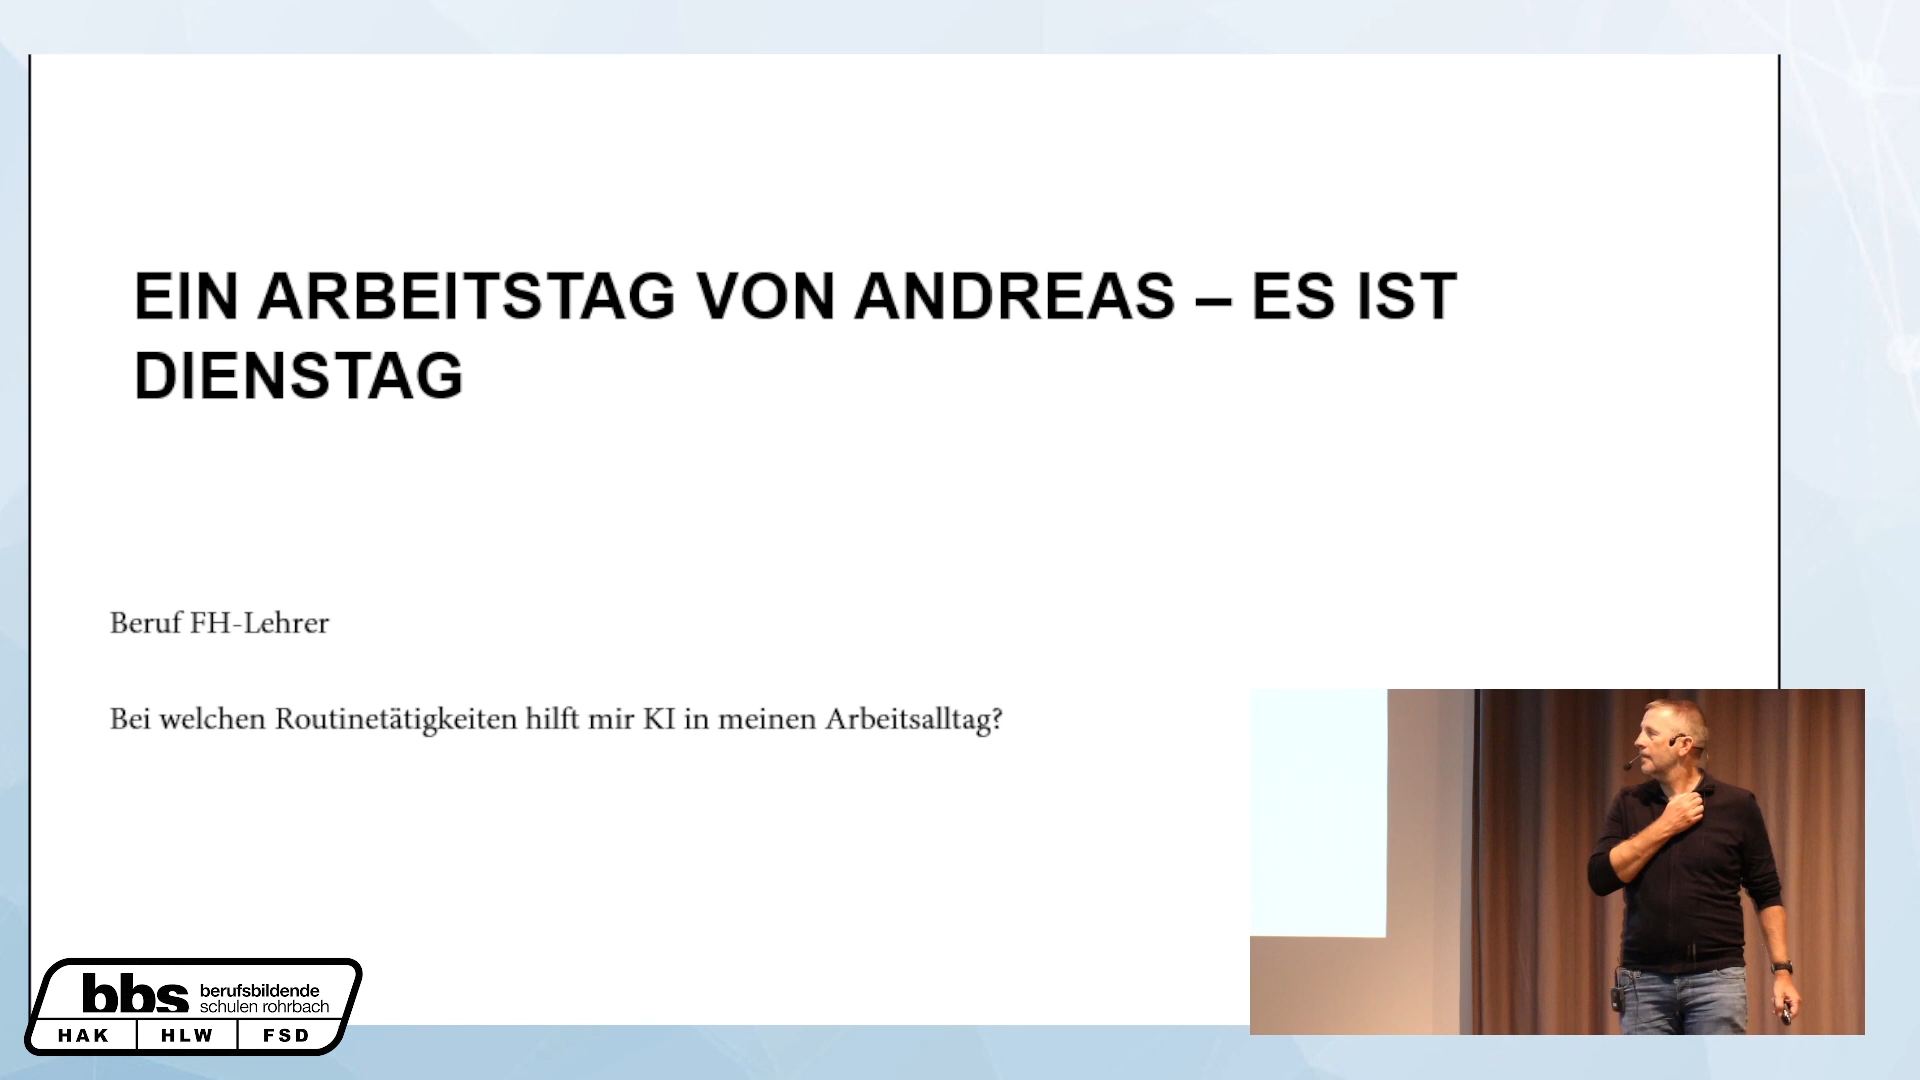 EIN ARBEITSTAG VON ANDREAS – ES IST
DIENSTAG
Beruf FH-Lehrer
Bei welchen Routinetätigkeiten hilft mir KI in meinen Arbeitsalltag?
bbs berufsbildende
schulen rohrbach
HAK HLW FSD